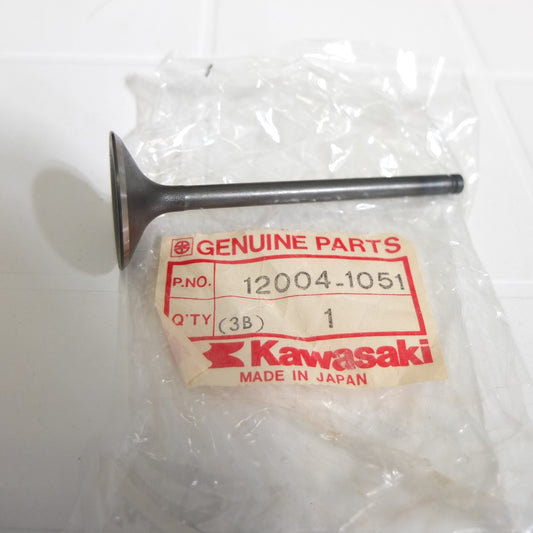 GENUINE PARTS
P.NO. 12004-1051
Q'TY (3B) 1
Kawasaki
MADE IN JAPAN